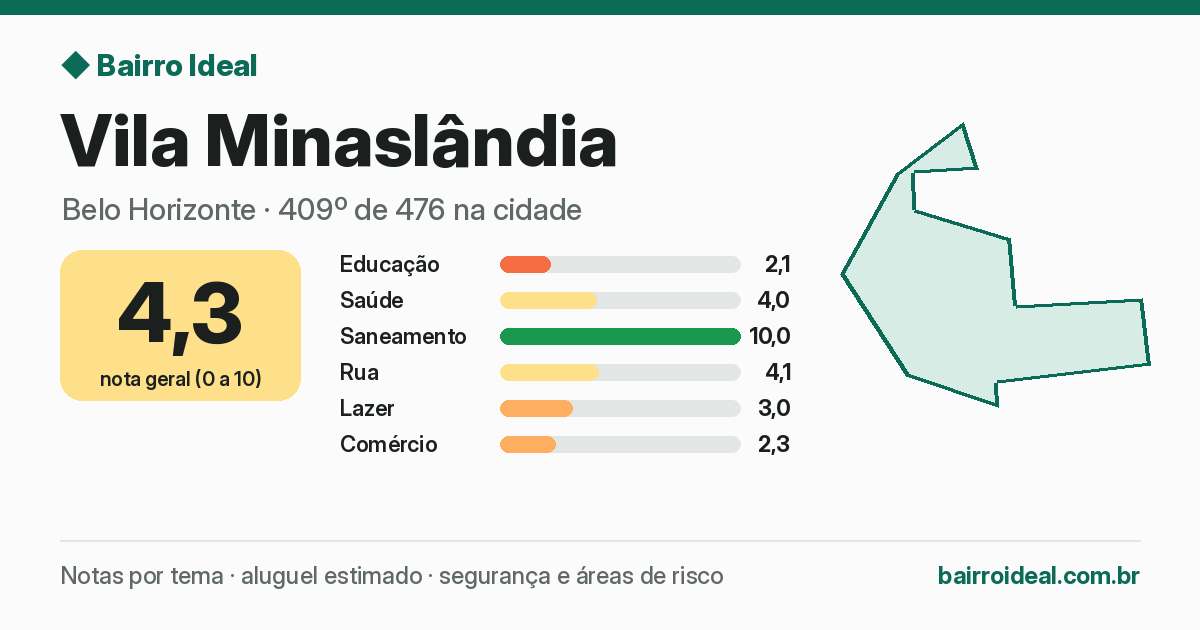 Bairro Ideal
Vila Minaslândia
Belo Horizonte · 409º de 476 na cidade
4,3
nota geral (0 a 10)
Educação 2,1
Saúde 4,0
Saneamento 10,0
Rua 4,1
Lazer 3,0
Comércio 2,3
Notas por tema · aluguel estimado · segurança e áreas de risco
bairroideal.com.br